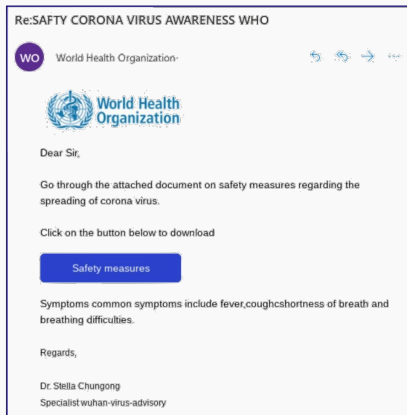 Re:SAFTY CORONA VIRUS AWARENESS WHO
WO
World Health Organization-
World Health
Organization
Dear Sir,
Go through the attached document on safety measures regarding the
spreading of corona virus.
Click on the button below to download
Safety measures
Symptoms common symptoms include fever,coughcshortness of breath and
breathing difficulties.
Regards,
Dr. Stella Chungong
Specialist wuhan-virus-advisory